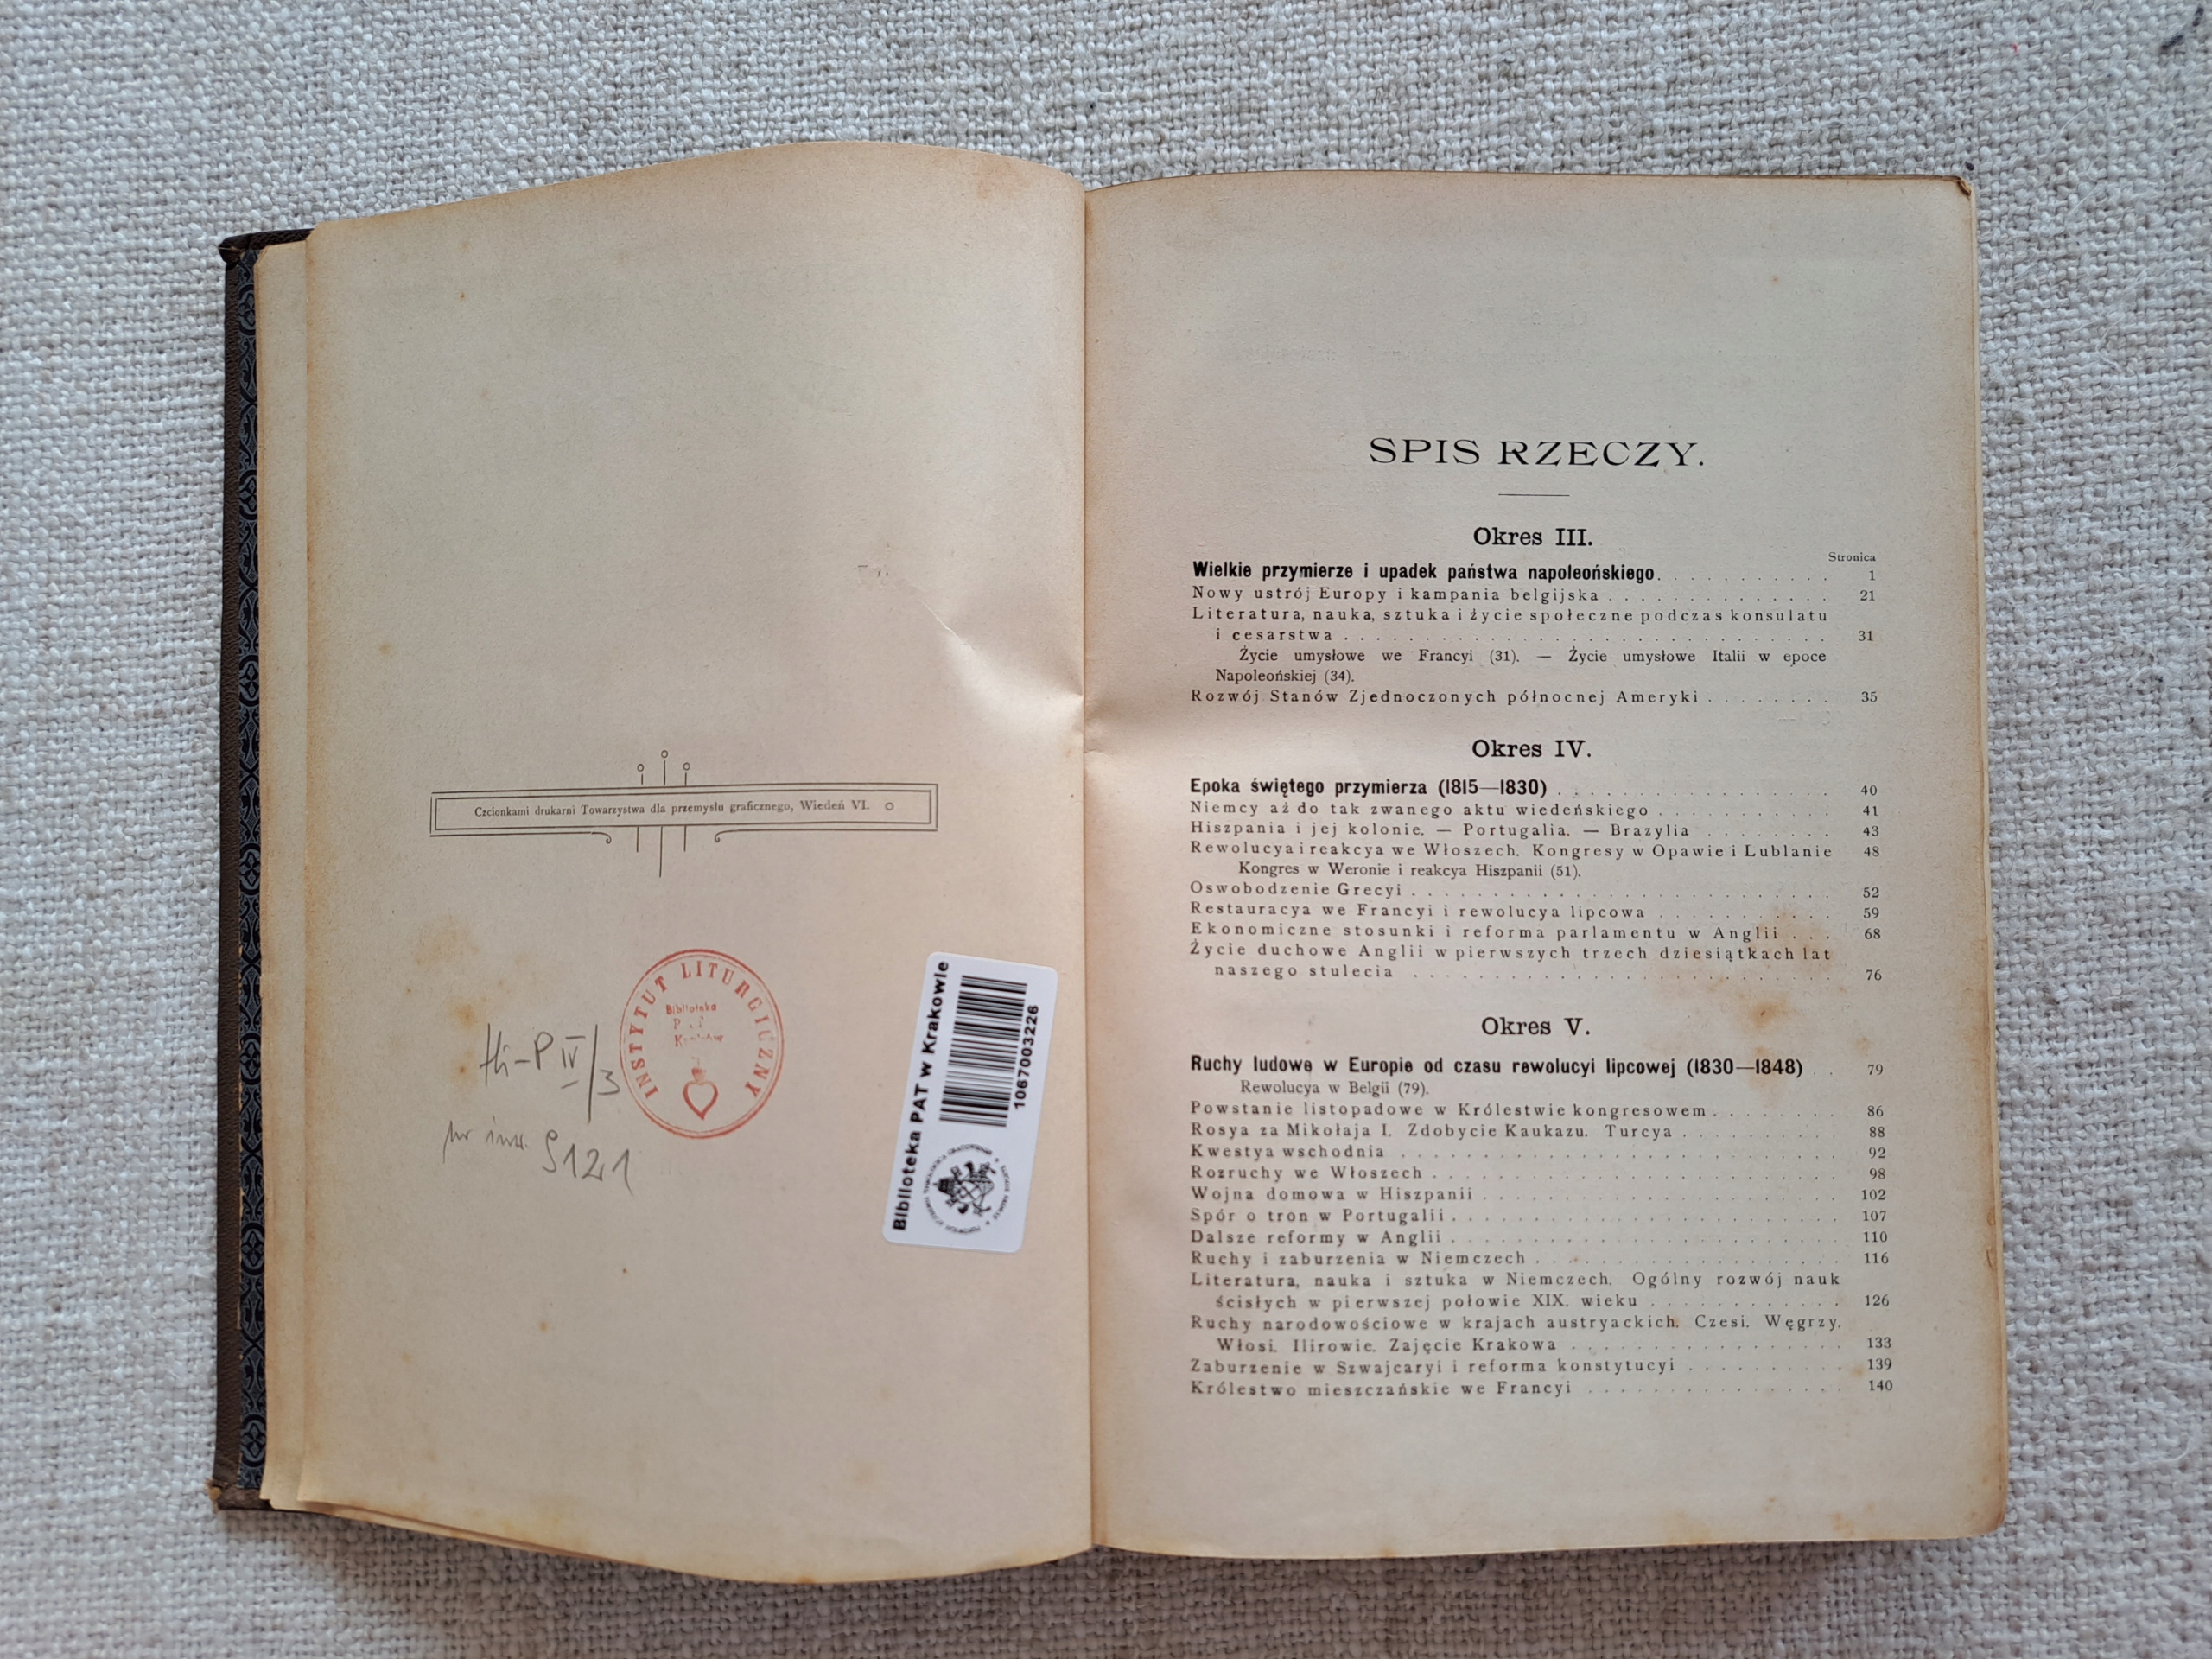 Czcionkami drukarni Towarzystwa dla przemysłu graficznego, Wiedeń VI.
INSTYTUT LITURGICZNY
Biblioteka
Hi-P IV/3
nr inw. 9121
Biblioteka PAT w Krakowie
1067003226
SPIS RZECZY.
Okres III.
Stronica
Wielkie przymierze i upadek państwa napoleońskiego. . . . . . . . . . . 1
Nowy ustrój Europy i kampania belgijska . . . . . . . . . . . . . . 21
Literatura, nauka, sztuka i życie społeczne podczas konsulatu
i cesarstwa . . . . . . . . . . . . . . . . . . . . . . . . . . . 31
Życie umysłowe we Francyi (31). — Życie umysłowe Italii w epoce
Napoleońskiej (34).
Rozwój Stanów Zjednoczonych północnej Ameryki . . . . . . . . 35
Okres IV.
Epoka świętego przymierza (1815—1830) . . . . . . . . . . . . . . . . 40
Niemcy aż do tak zwanego aktu wiedeńskiego . . . . . . . . . . . 41
Hiszpania i jej kolonie. — Portugalia. — Brazylia . . . . . . . . 43
Rewolucya i reakcya we Włoszech. Kongresy w Opawie i Lublanie 48
Kongres w Weronie i reakcya Hiszpanii (51).
Oswobodzenie Grecyi . . . . . . . . . . . . . . . . . . . . . . . 52
Restauracya we Francyi i rewolucya lipcowa . . . . . . . . . . . 59
Ekonomiczne stosunki i reforma parlamentu w Anglii . . . 68
Życie duchowe Anglii w pierwszych trzech dziesiątkach lat
naszego stulecia . . . . . . . . . . . . . . . . . . . . . . . 76
Okres V.
Ruchy ludowe w Europie od czasu rewolucyi lipcowej (1830—1848) . . 79
Rewolucya w Belgii (79).
Powstanie listopadowe w Królestwie kongresowem . . . . . . . . 86
Rosya za Mikołaja I. Zdobycie Kaukazu. Turcya . . . . . . . . . . 88
Kwestya wschodnia . . . . . . . . . . . . . . . . . . . . . . . . . 92
Rozruchy we Włoszech . . . . . . . . . . . . . . . . . . . . . . . 98
Wojna domowa w Hiszpanii . . . . . . . . . . . . . . . . . . . . 102
Spór o tron w Portugalii . . . . . . . . . . . . . . . . . . . . . . 107
Dalsze reformy w Anglii . . . . . . . . . . . . . . . . . . . . . . 110
Ruchy i zaburzenia w Niemczech . . . . . . . . . . . . . . . . . 116
Literatura, nauka i sztuka w Niemczech. Ogólny rozwój nauk
ścisłych w pierwszej połowie XIX. wieku . . . . . . . . . . . . 126
Ruchy narodowościowe w krajach austryackich. Czesi. Węgrzy.
Włosi. Ilirowie. Zajęcie Krakowa . . . . . . . . . . . . . . . . . 133
Zaburzenie w Szwajcaryi i reforma konstytucyi . . . . . . . . . . 139
Królestwo mieszczańskie we Francyi . . . . . . . . . . . . . . . 140